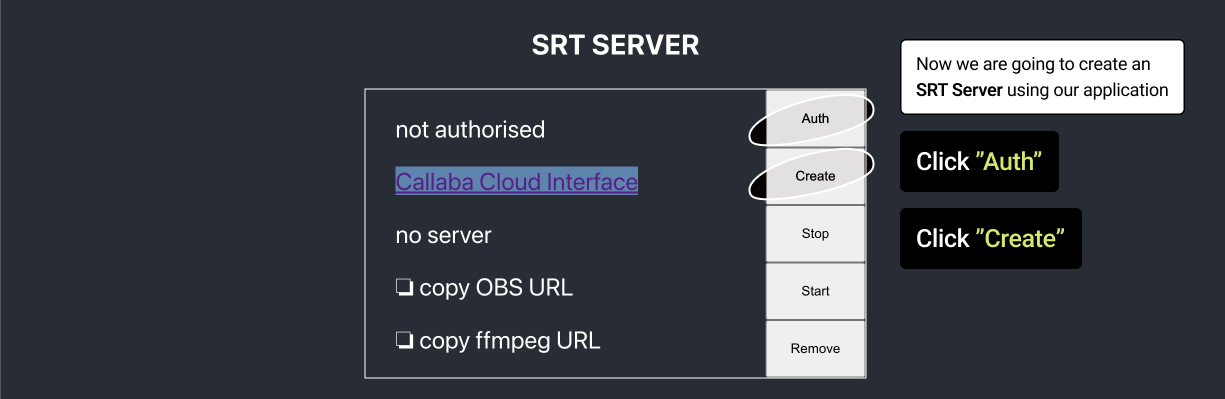 SRT SERVER
not authorised
Callaba Cloud Interface
no server
❏ copy OBS URL
❏ copy ffmpeg URL
Auth
Create
Stop
Start
Remove
Now we are going to create an
SRT Server using our application
Click ”Auth”
Click ”Create”